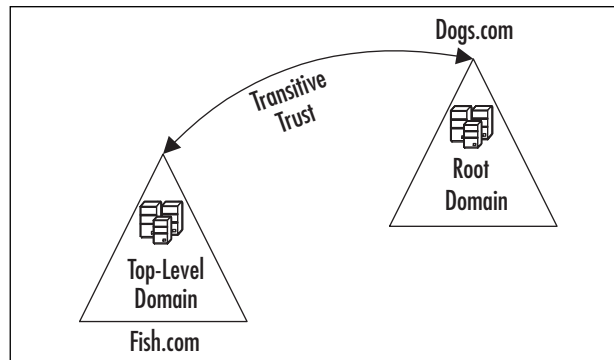 Dogs.com
Transitive
Trust
Root
Domain
Top-Level
Domain
Fish.com